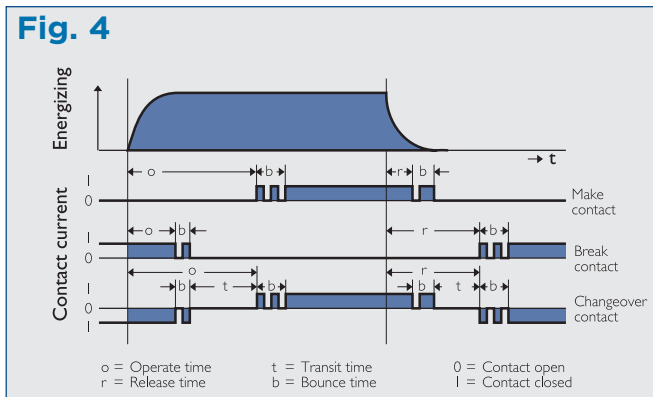 Fig. 4
Energizing
t
o b r b
Contact current
I
0
Make
contact
o b r b
I
0
Break
contact
o r
I
0
I
b t b b t b
Changeover
contact
o = Operate time t = Transit time 0 = Contact open
r = Release time b = Bounce time I = Contact closed